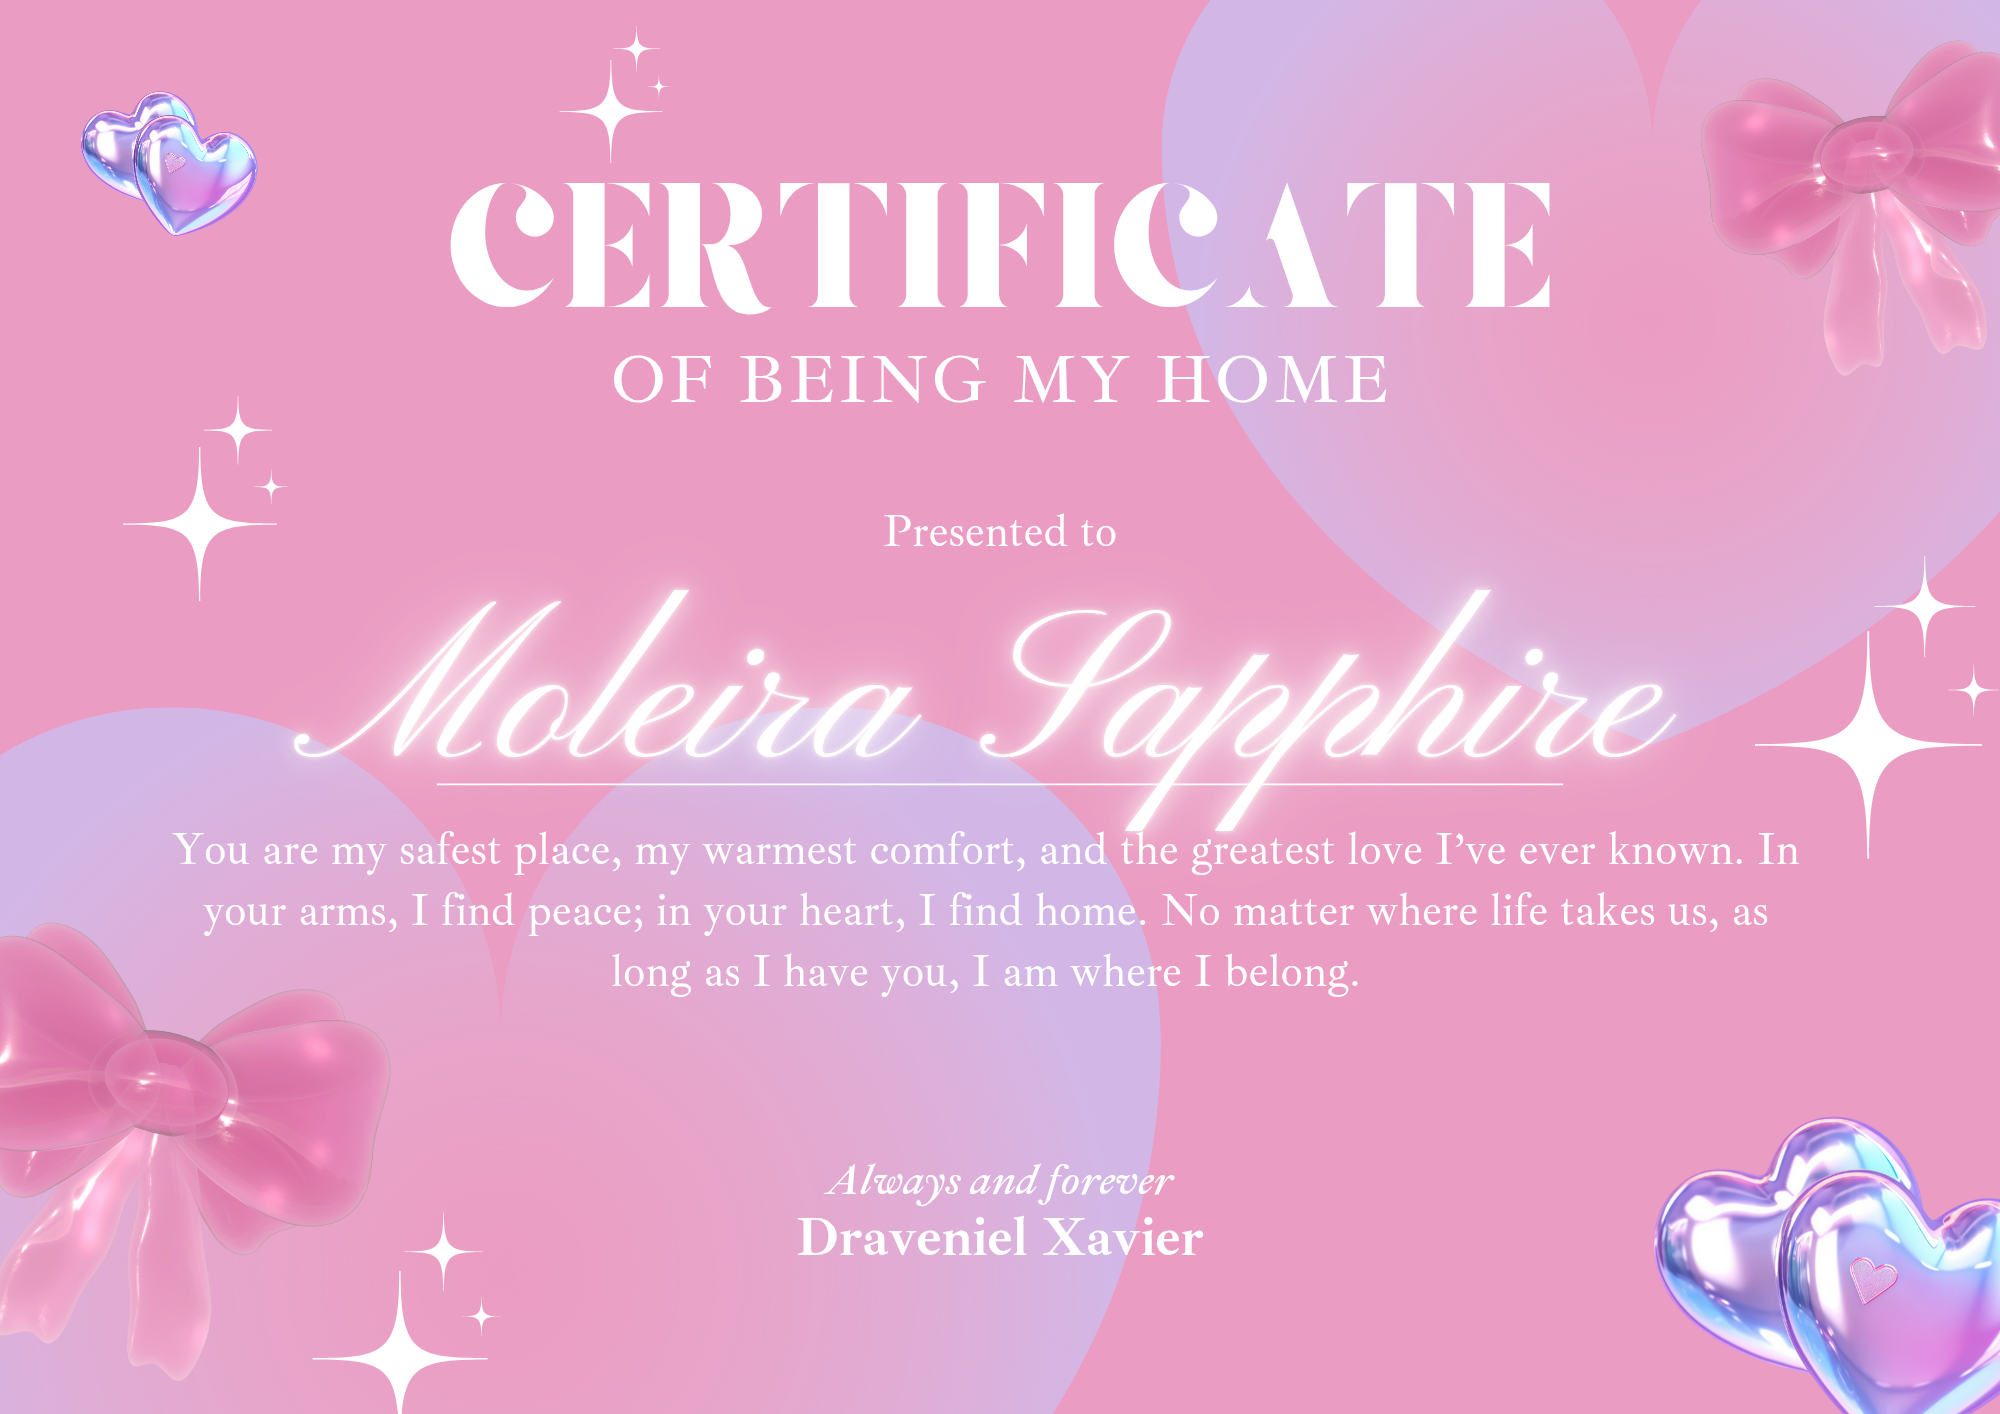 CERTIFICATE
OF BEING MY HOME
Presented to
Moleira Sapphire
You are my safest place, my warmest comfort, and the greatest love I’ve ever known. In
your arms, I find peace; in your heart, I find home. No matter where life takes us, as
long as I have you, I am where I belong.
Always and forever
Draveniel Xavier